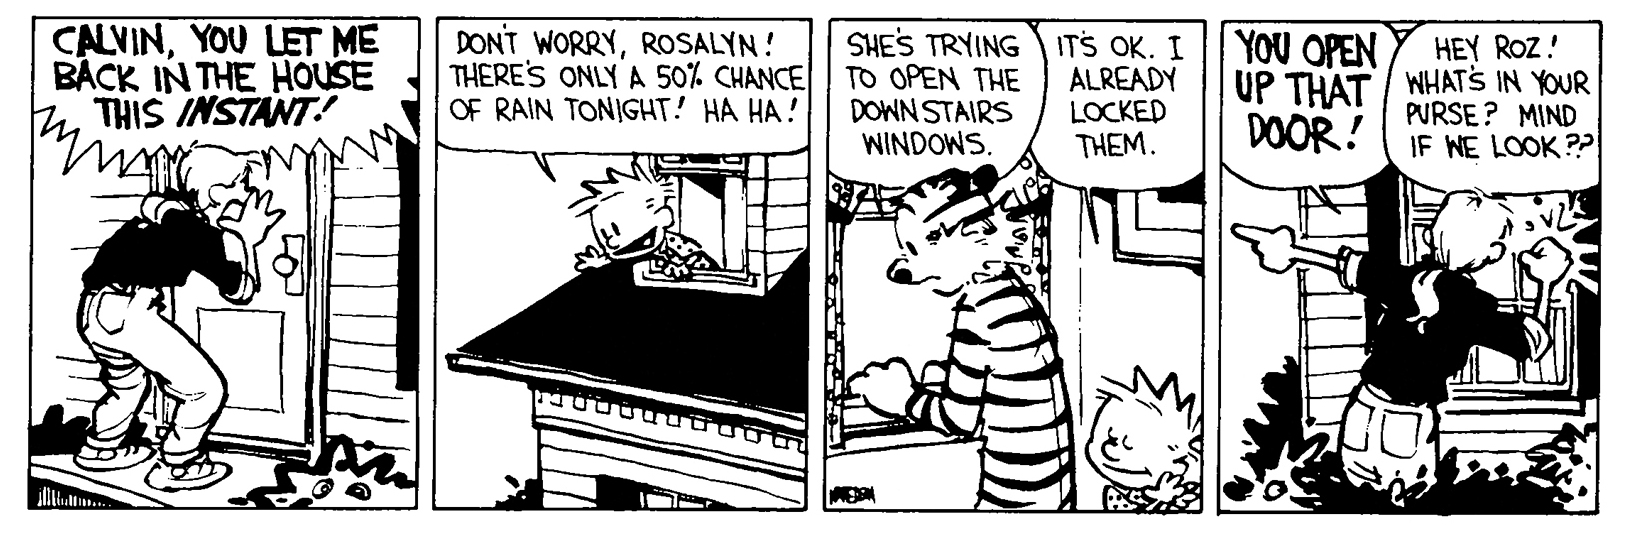 CALVIN, YOU LET ME
BACK IN THE HOUSE
THIS INSTANT!
DON'T WORRY, ROSALYN!
THERE'S ONLY A 50% CHANCE
OF RAIN TONIGHT! HA HA!
SHE'S TRYING
TO OPEN THE
DOWNSTAIRS
WINDOWS.
IT'S OK. I
ALREADY
LOCKED
THEM.
YOU OPEN
UP THAT
DOOR!
HEY ROZ!
WHAT'S IN YOUR
PURSE? MIND
IF WE LOOK??